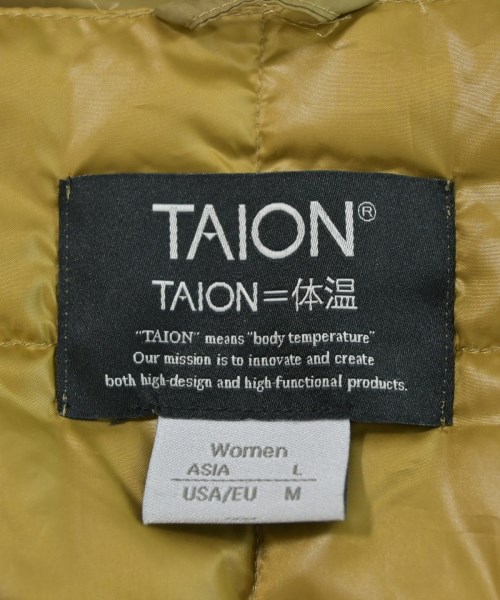 TAION®
TAION=体温
"TAION" means "body temperature"
Our mission is to innovate and create
both high-design and high-functional products.
Women
ASIA L
USA/EU M